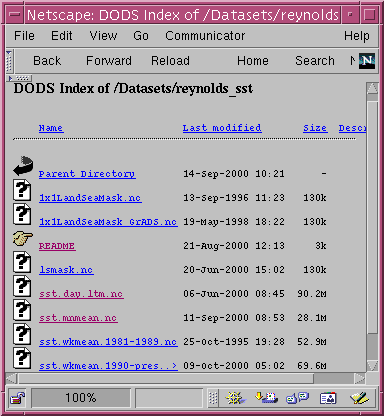 Netscape: DODS Index of /Datasets/reynolds
File Edit View Go Communicator Help
Back Forward Reload Home Search N
DODS Index of /Datasets/reynolds_sst
Name Last modified Size Descr
Parent Directory 14-Sep-2000 10:21 -
1x1LandSeaMask.nc 13-Sep-1996 11:23 130k
1x1LandSeaMask_GrADS.nc 19-May-1998 18:22 130k
README 21-Aug-2000 12:13 3k
lsmask.nc 20-Jun-2000 15:02 130k
sst.day.ltm.nc 06-Jun-2000 08:45 90.2M
sst.mnmean.nc 11-Sep-2000 08:53 28.1M
sst.wkmean.1981-1989.nc 25-Oct-1995 19:28 52.9M
sst.wkmean.1990-pres..> 09-Oct-2000 05:02 69.6M
100%